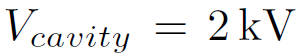 V_{cavity} = 2 kV